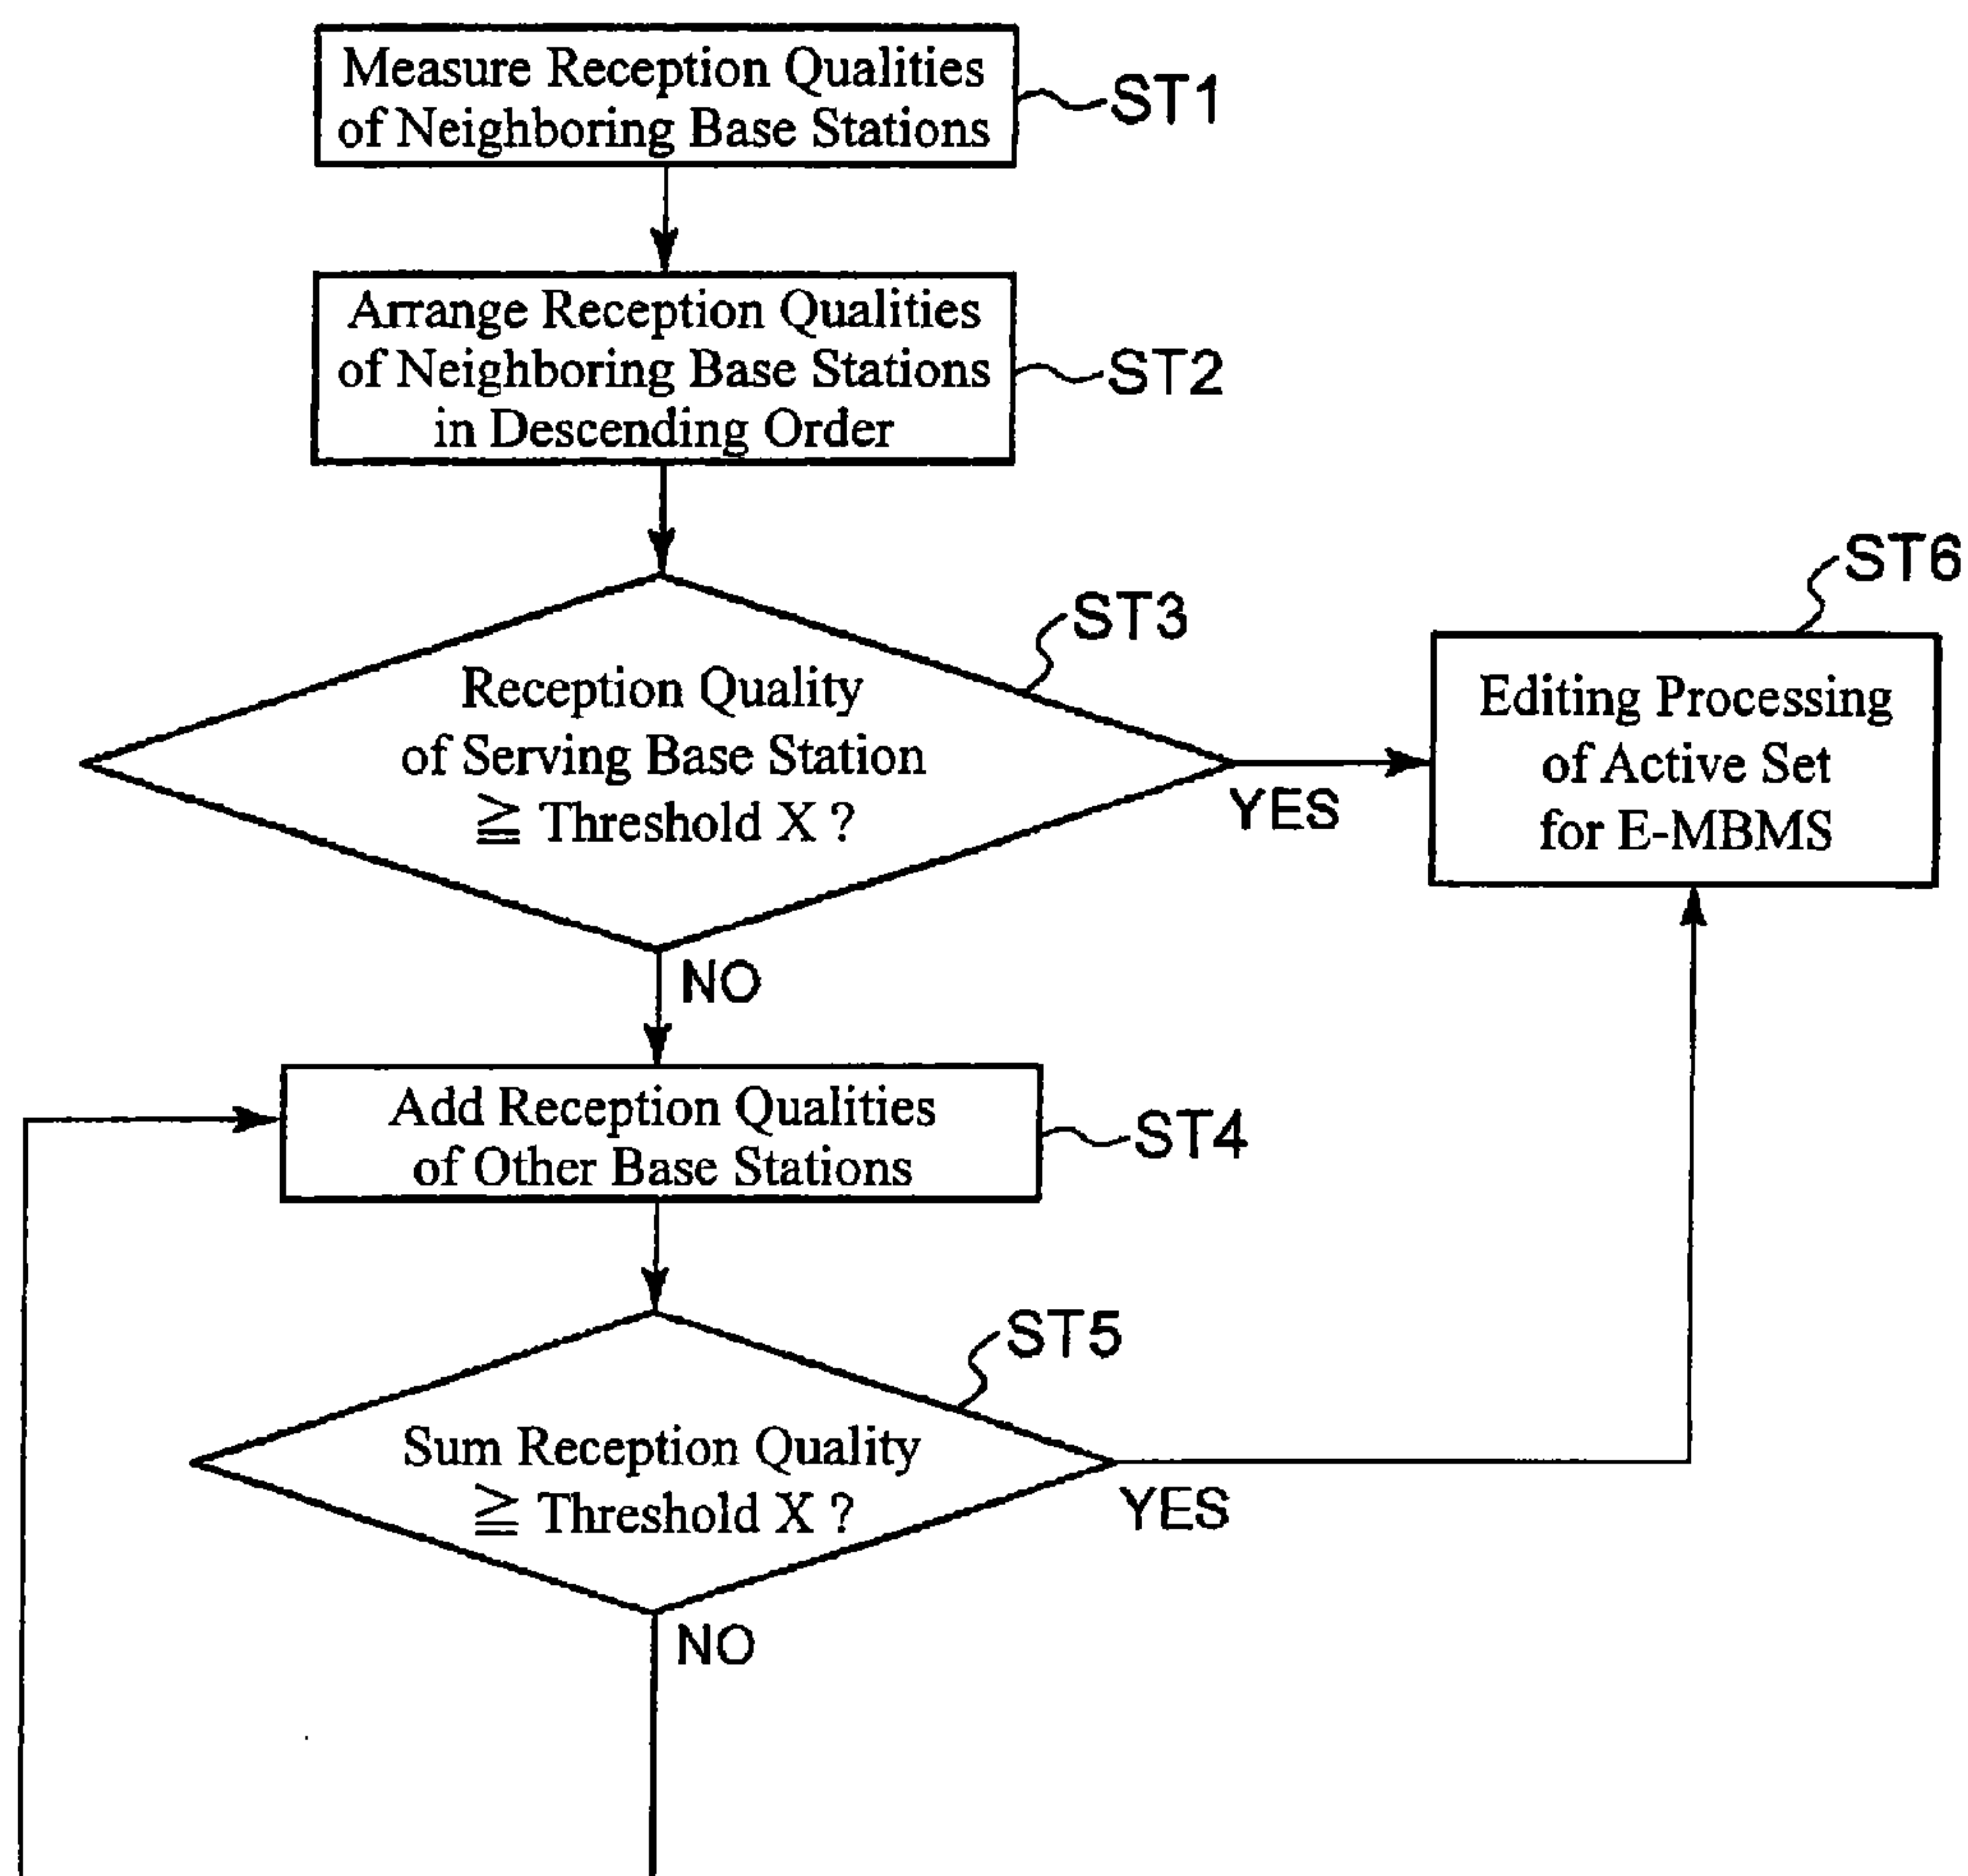 Measure Reception Qualities
of Neighboring Base Stations
ST1
Arrange Reception Qualities
of Neighboring Base Stations
in Descending Order
ST2
ST3
Reception Quality
of Serving Base Station
≧ Threshold X ?
YES
NO
ST6
Editing Processing
of Active Set
for E-MBMS
Add Reception Qualities
of Other Base Stations
ST4
ST5
Sum Reception Quality
≧ Threshold X ?
YES
NO